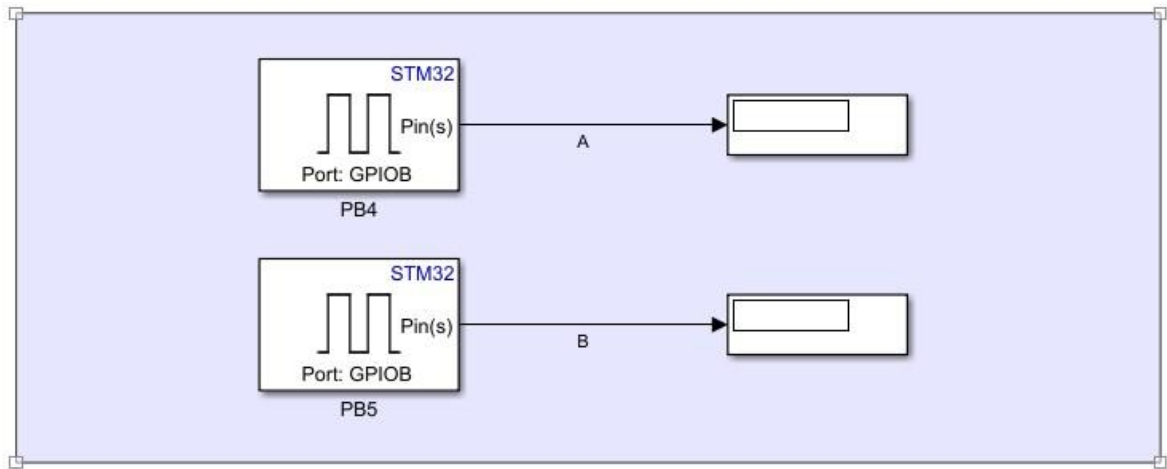 STM32
Pin(s)
Port: GPIOB
PB4
A
STM32
Pin(s)
Port: GPIOB
PB5
B